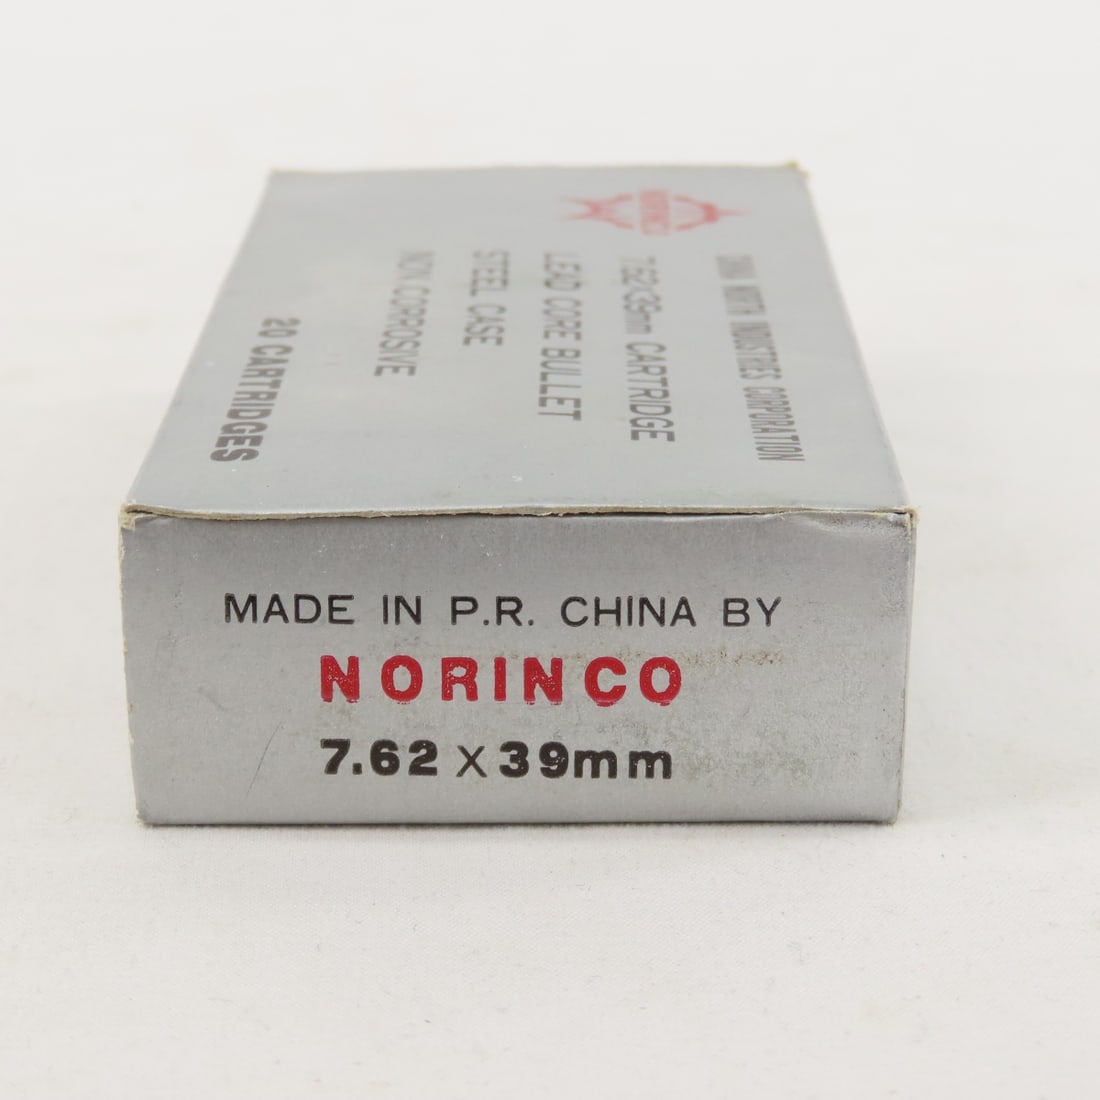 NORINCO
CHINA NORTH INDUSTRIES CORPORATION
7.62×39mm CARTRIDGE
LEAD CORE BULLET
STEEL CASE
NON CORROSIVE
20 CARTRIDGES
MADE IN P.R. CHINA BY
NORINCO
7.62 x 39mm